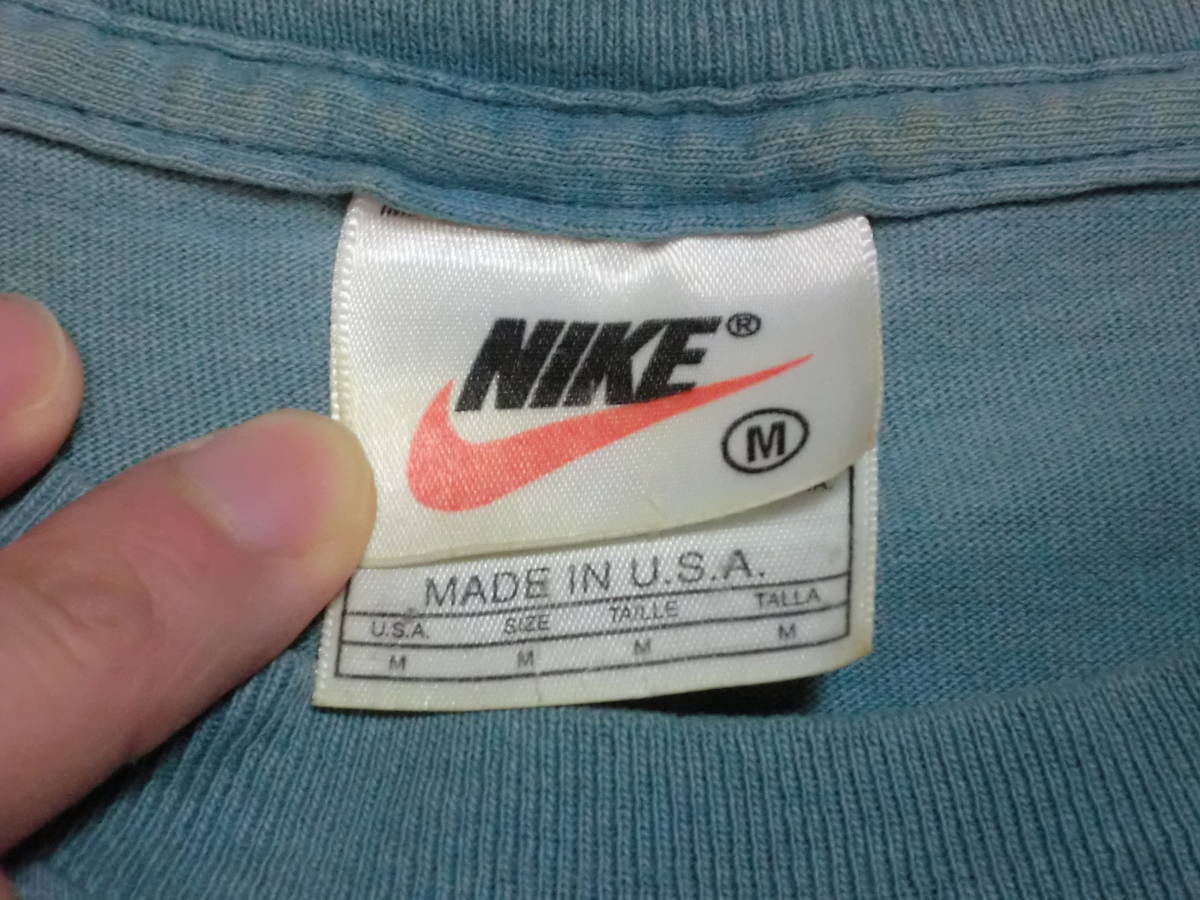 NIKE®
M
MADE IN U.S.A.
U.S.A. SIZE TAILLE TALLA
M M M M